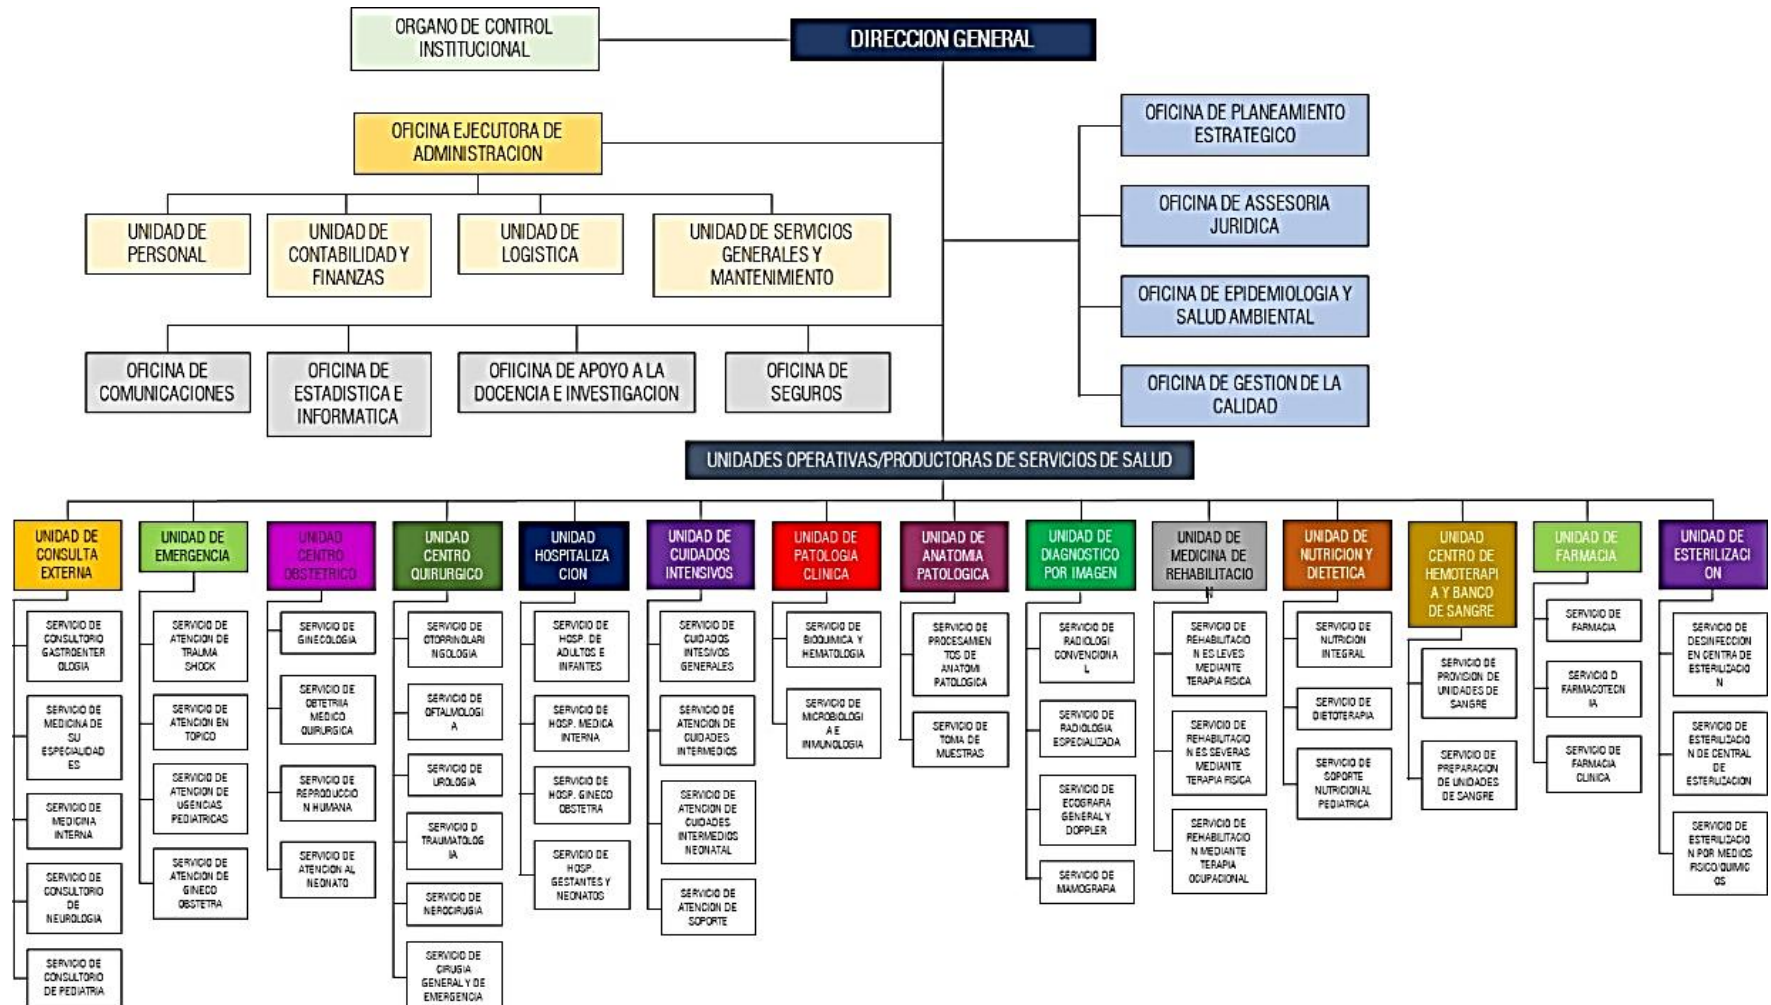 ORGANO DE CONTROL
INSTITUCIONAL
DIRECCION GENERAL
OFICINA EJECUTORA DE
ADMINISTRACION
OFICINA DE PLANEAMIENTO
ESTRATEGICO
OFICINA DE ASSESORIA
JURIDICA
OFICINA DE EPIDEMIOLOGIA Y
SALUD AMBIENTAL
OFICINA DE GESTION DE LA
CALIDAD
UNIDAD DE
PERSONAL
UNIDAD DE
CONTABILIDAD Y
FINANZAS
UNIDAD DE
LOGISTICA
UNIDAD DE SERVICIOS
GENERALES Y
MANTENIMIENTO
OFICINA DE
COMUNICACIONES
OFICINA DE
ESTADISTICA E
INFORMATICA
OFIICINA DE APOYO A LA
DOCENCIA E INVESTIGACION
OFICINA DE
SEGUROS
UNIDADES OPERATIVAS/PRODUCTORAS DE SERVICIOS DE SALUD
UNIDAD DE
CONSULTA
EXTERNA
SERVICIO DE
CONSULTORIO
GASTROENTER
OLOGIA
SERVICIO DE
MEDICINA DE
SU
ESPECIALIDAD
ES
SERVICIO DE
MEDICINA
INTERNA
SERVICIO DE
CONSULTORIO
DE
NEUROLOGIA
SERVICIO DE
CONSULTORIO
DE PEDIATRIA
UNIDAD DE
EMERGENCIA
SERVICIO DE
ATENCION DE
TRAUMA
SHOCK
SERVICIO DE
ATENCION EN
TOPICO
SERVICIO DE
ATENCION DE
UGENCIAS
PEDIATRICAS
SERVICIO DE
ATENCION DE
GINECO
OBSTETRA
UNIDAD
CENTRO
OBSTETRICO
SERVICIO DE
GINECOLOGIA
SERVICIO DE
OBTETRIIA
MEDICO
QUIRURGICA
SERVICIO DE
REPRODUCCIO
N HUMANA
SERVICIO DE
ATENCION AL
NEONATO
UNIDAD
CENTRO
QUIRURGICO
SERVICIO DE
OTORRINOLARI
NGOLOGIA
SERVICIO DE
OFTALMOLOGI
A
SERVICIO DE
UROLOGIA
SERVICIO D
TRAUMATOLOG
IA
SERVICIO DE
NEROCIRUGIA
SERVICIO DE
CIRUGIA
GENERAL Y DE
EMERGENCIA
UNIDAD
HOSPITALIZA
CION
SERVICIO DE
HOSP. DE
ADULTOS E
INFANTES
SERVICIO DE
HOSP. MEDICA
INTERNA
SERVICIO DE
HOSP. GINECO
OBSTETRA
SERVICIO DE
HOSP.
GESTANTES Y
NEONATOS
UNIDAD DE
CUIDADOS
INTENSIVOS
SERVICIO DE
CUIDADOS
INTESIVOS
GENERALES
SERVICIO DE
ATENCION DE
CUIDADES
INTERMEDIOS
SERVICIO DE
ATENCION DE
CUIDADES
INTERMEDIOS
NEONATAL
SERVICIO DE
ATENCION DE
SOPORTE
UNIDAD DE
PATOLOGIA
CLINICA
SERVICIO DE
BIOQUIMICA Y
HEMATOLOGIA
SERVICIO DE
MICROBIOLOGI
A E
INMUNOLOGIA
UNIDAD DE
ANATOMIA
PATOLOGICA
SERVICIO DE
PROCESAMIEN
TOS DE
ANATOMI
PATOLOGICA
SERVICIO DE
TOMA DE
MUESTRAS
UNIDAD DE
DIAGNOSTICO
POR IMAGEN
SERVICIO DE
RADIOLOGI
CONVENCIONA
L
SERVICIO DE
RADIOLOGIA
ESPECIALIZADA
SERVICIO DE
ECOGRAFIA
GENERAL Y
DOPPLER
SERVICIO DE
MAMOGRAFIA
UNIDAD DE
MEDICINA DE
REHABILITACIO
N
SERVICIO DE
REHABILITACIO
N ES LEVES
MEDIANTE
TERAPIA FISICA
SERVICIO DE
REHABILITACIO
N ES SEVERAS
MEDIANTE
TERAPIA FISICA
SERVICIO DE
REHABILITACIO
N MEDIANTE
TERAPIA
OCUPACIONAL
UNIDAD DE
NUTRICION Y
DIETETICA
SERVICIO DE
NUTRICION
INTEGRAL
SERVICIO DE
DIETOTERAPIA
SERVICIO DE
SOPORTE
NUTRICIONAL
PEDIATRICA
UNIDAD
CENTRO DE
HEMOTERAPI
A Y BANCO
DE SANGRE
SERVICIO DE
PROVISION DE
UNIDADES DE
SANGRE
SERVICIO DE
PREPARACION
DE UNIDADES
DE SANGRE
UNIDAD DE
FARMACIA
SERVICIO DE
FARMACIA
SERVICIO D
FARMACOTECN
IA
SERVICIO DE
FARMACIA
CLINICA
UNIDAD DE
ESTERILIZACI
ON
SERVICIO DE
DESINFECCION
EN CENTRA DE
ESTERILIZACIO
N
SERVICIO DE
ESTERILIZACIO
N DE CENTRAL
DE
ESTERLIZACION
SERVICIO DE
ESTERILIZACIO
N POR MEDIOS
FISICO/QUIMIC
OS